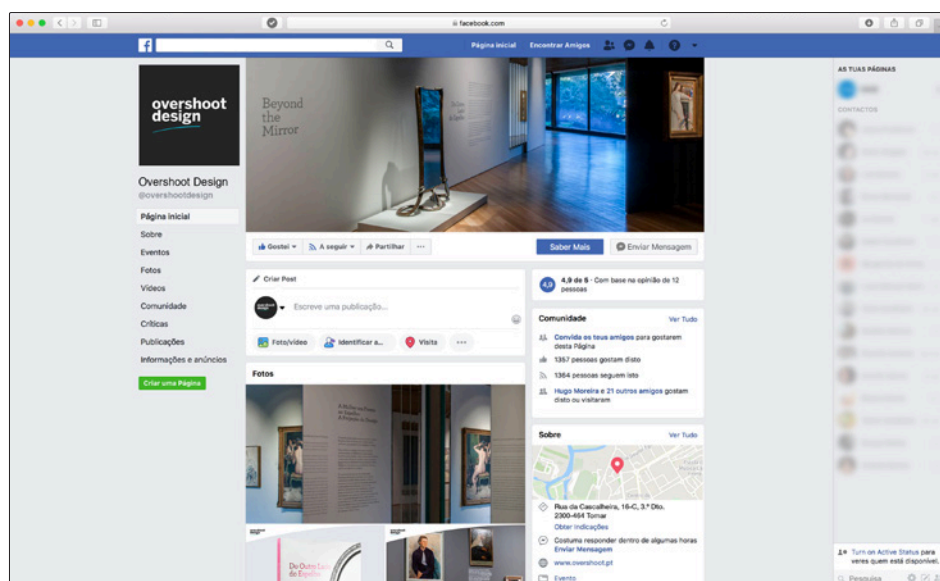 facebook.com
Página inicial
Encontrar Amigos
overshoot
design
Beyond
the
Mirror
Overshoot Design
@overshootdesign
Página inicial
Sobre
Eventos
Fotos
Vídeos
Comunidade
Críticas
Publicações
Informações e anúncios
Criar uma Página
Gostei
A seguir
Partilhar
Saber Mais
Enviar Mensagem
Criar Post
Escreve uma publicação...
Foto/vídeo
Identificar a...
Visita
Fotos
4,9
4,9 de 5 · Com base na opinião de 12
pessoas
Comunidade
Ver Tudo
Convida os teus amigos para gostarem
desta Página
1357 pessoas gostam disto
1364 pessoas seguem isto
Hugo Moreira e 21 outros amigos gostam
disto ou visitaram
Sobre
Ver Tudo
Rua da Cascalheira, 16-C, 3.º Dto.
2300-464 Tomar
Obter Indicações
Costuma responder dentro de algumas horas
Enviar Mensagem
www.overshoot.pt
Evento
Do Outro Lado
do Espelho
AS TUAS PÁGINAS
CONTACTOS
Turn on Active Status para
veres quem está disponível.
Pesquisa